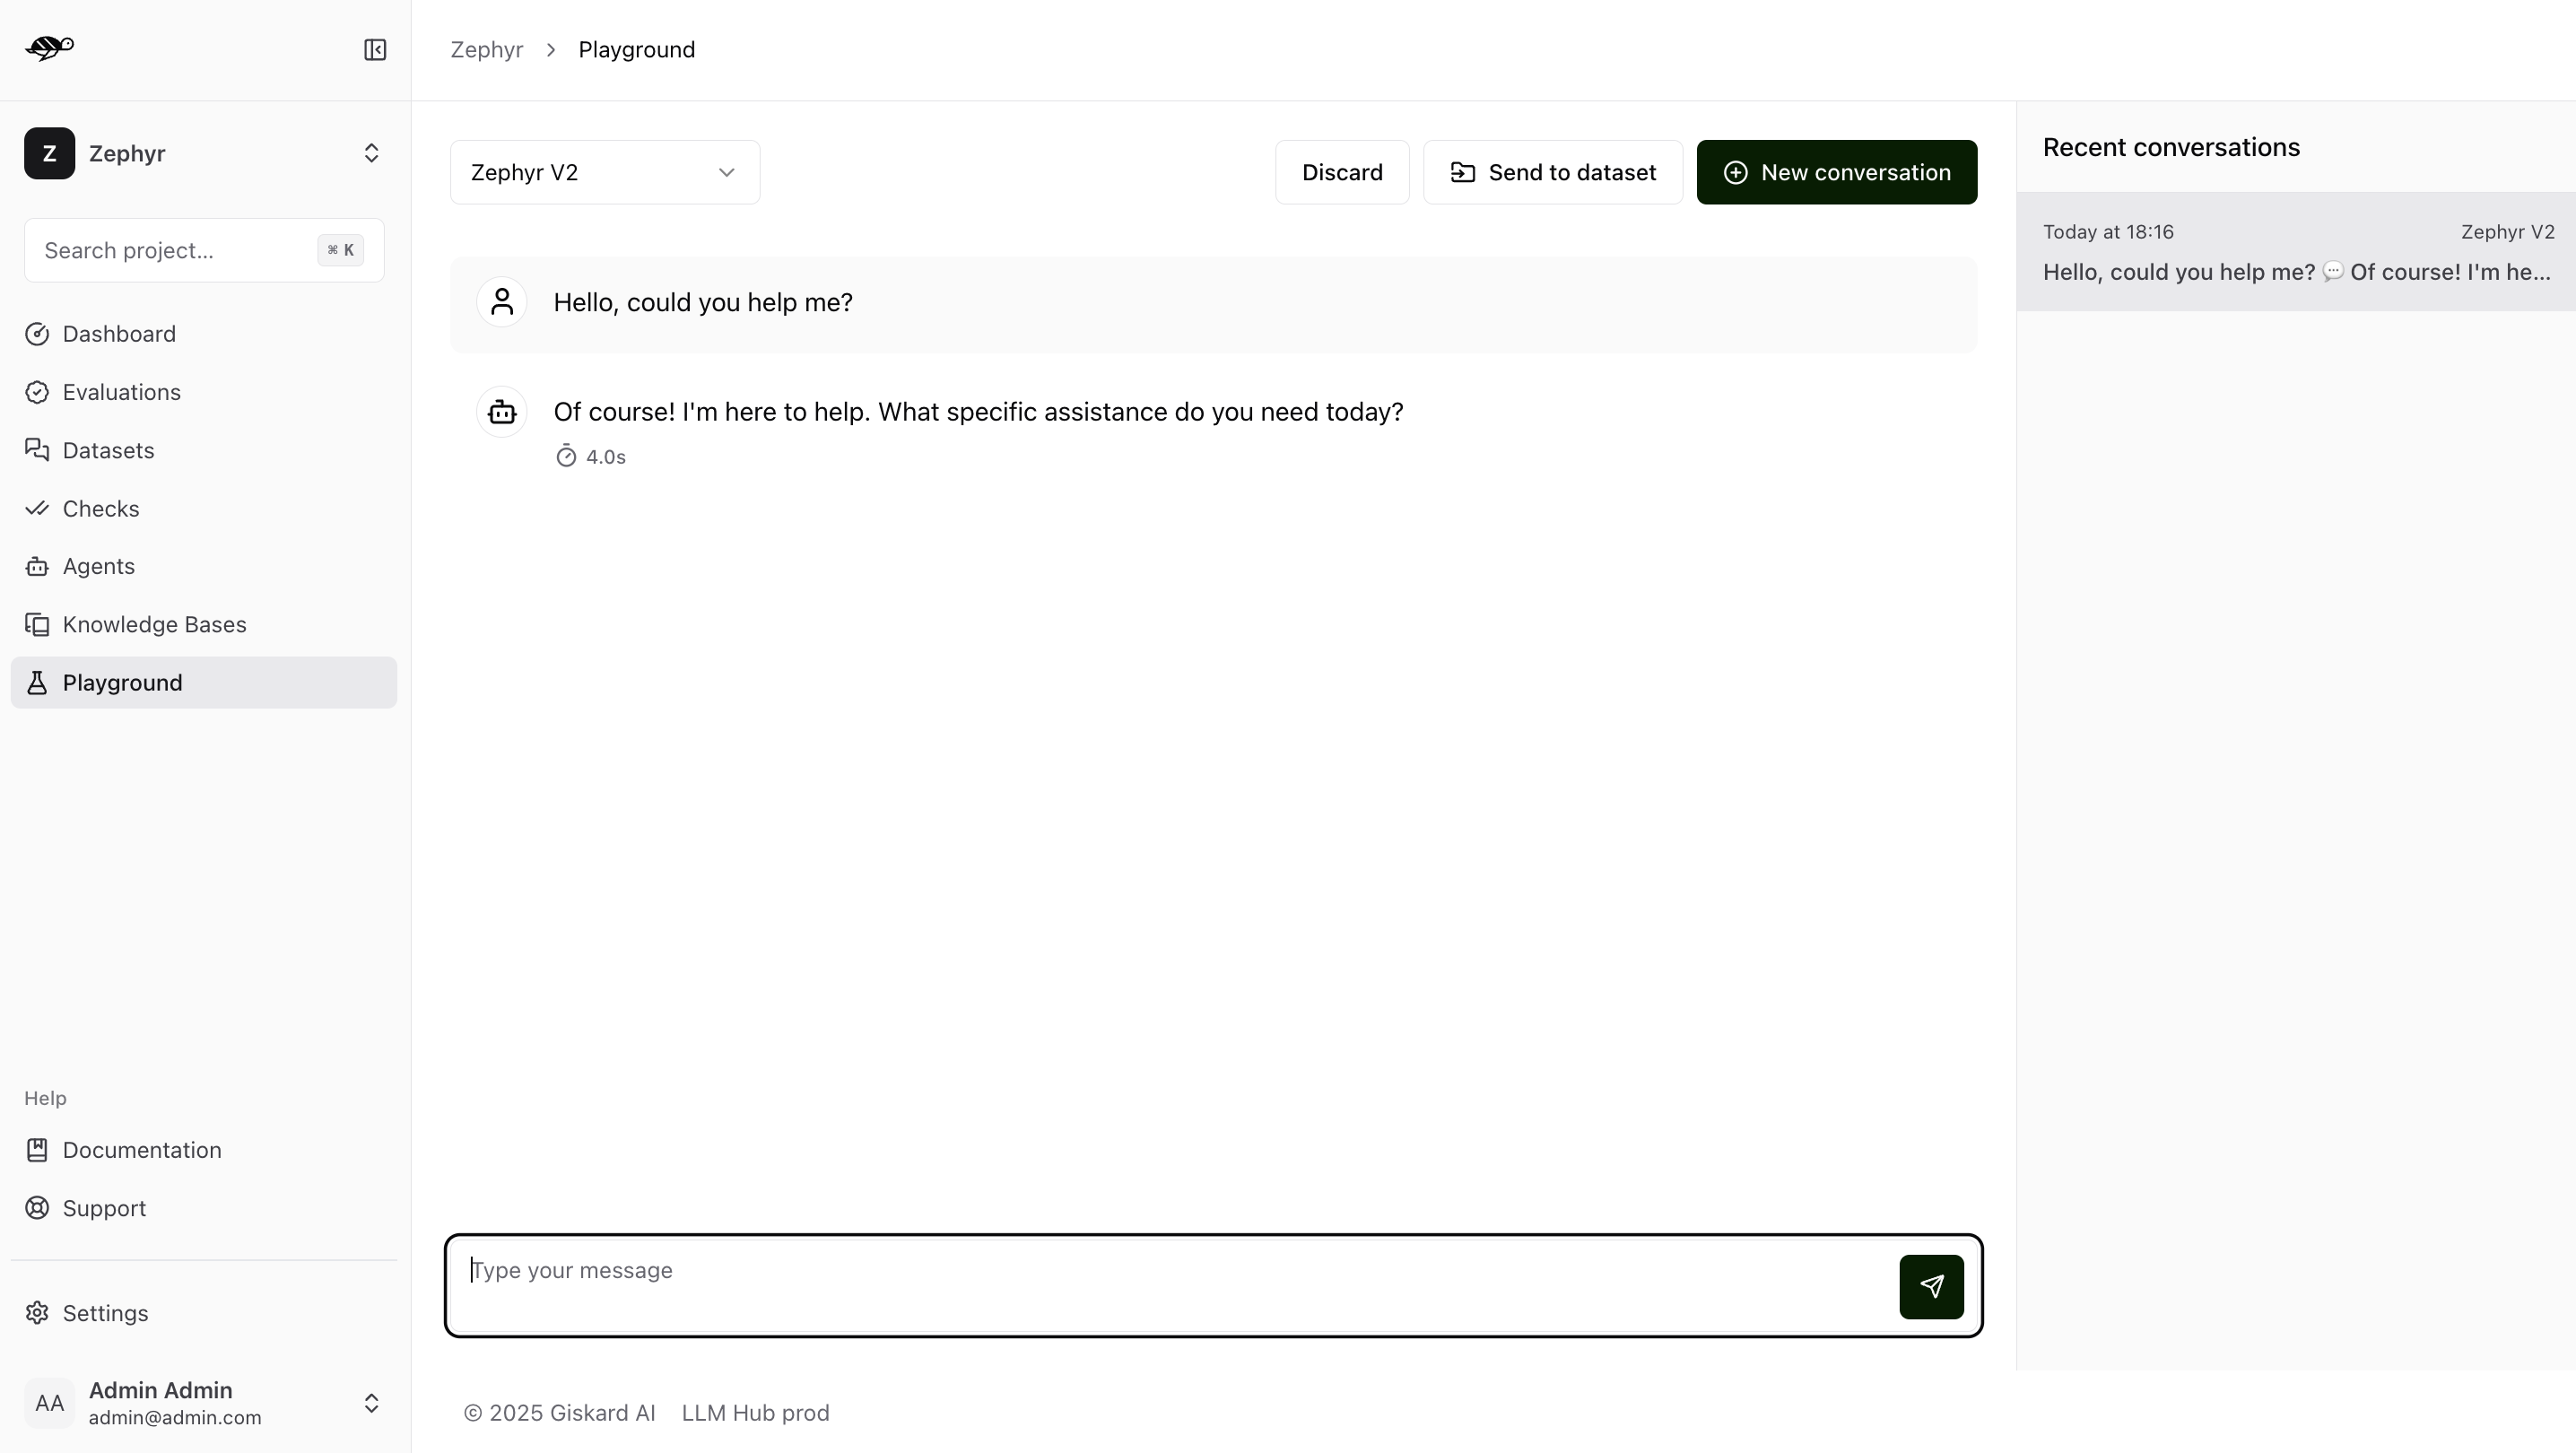 Zephyr > Playground
Z Zephyr
Search project... ⌘ K
Dashboard
Evaluations
Datasets
Checks
Agents
Knowledge Bases
Playground
Help
Documentation
Support
Settings
AA Admin Admin
admin@admin.com
Zephyr V2
Discard
Send to dataset
New conversation
Hello, could you help me?
Of course! I'm here to help. What specific assistance do you need today?
4.0s
Type your message
© 2025 Giskard AI LLM Hub prod
Recent conversations
Today at 18:16 Zephyr V2
Hello, could you help me? 💬 Of course! I'm he...